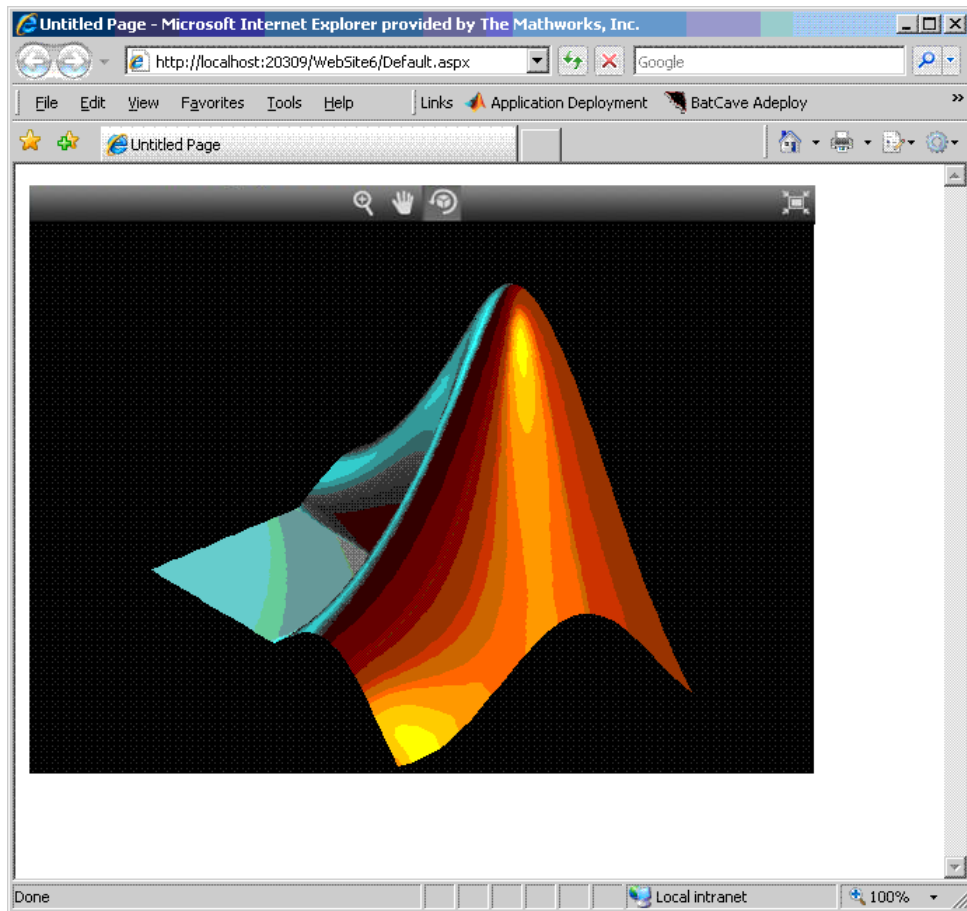 Untitled Page - Microsoft Internet Explorer provided by The Mathworks, Inc.
http://localhost:20309/WebSite6/Default.aspx
Google
File Edit View Favorites Tools Help Links Application Deployment BatCave Adeploy »
Untitled Page
Done Local intranet 100%